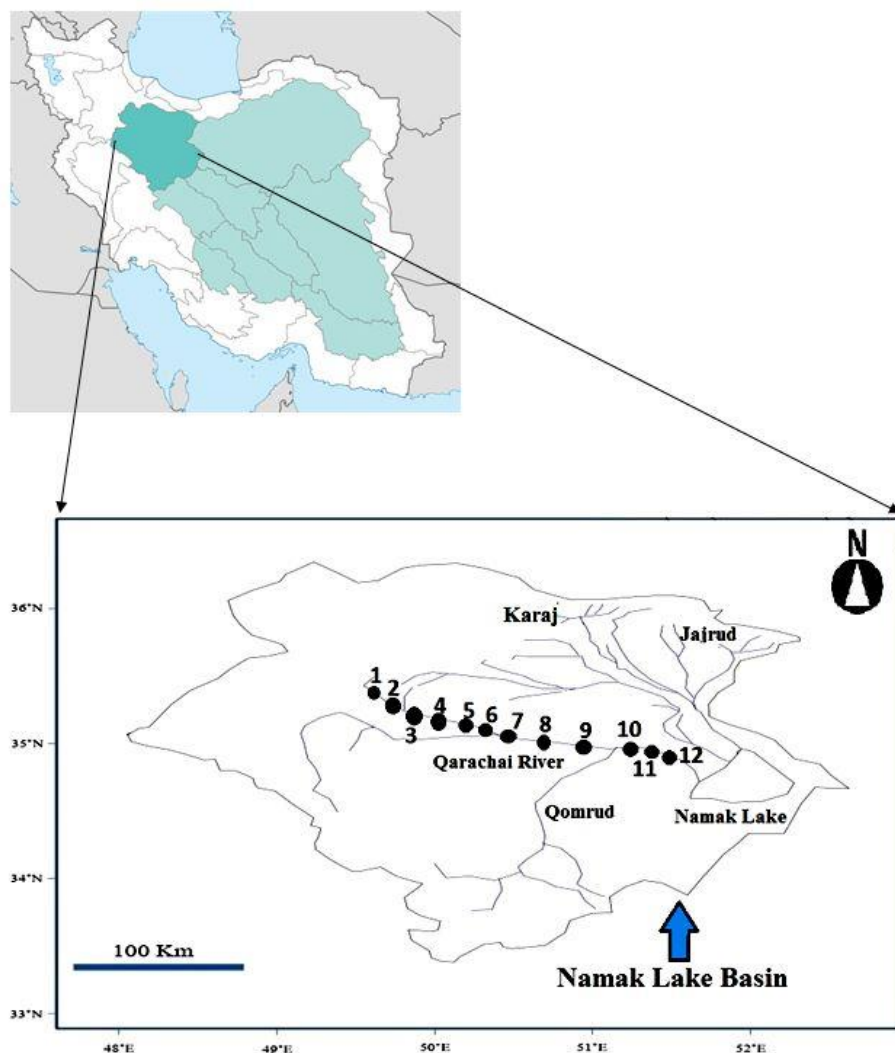 N
36°N
Karaj
Jajrud
1
2
3
4
5
6
7
8
9
10
11
12
35°N
Qarachai River
Qomrud
Namak Lake
34°N
100 Km
Namak Lake Basin
33°N
48°E
49°E
50°E
51°E
52°E